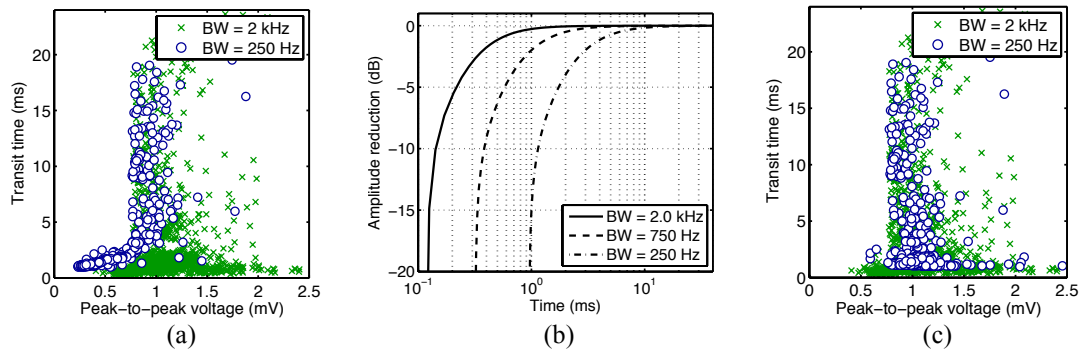 20
15
10
5
0
Transit time (ms)
BW = 2 kHz
BW = 250 Hz
0 0.5 1 1.5 2 2.5
Peak−to−peak voltage (mV)
(a)
0
−5
−10
−15
−20
Amplitude reduction (dB)
BW = 2.0 kHz
BW = 750 Hz
BW = 250 Hz
10−1 100 101
Time (ms)
(b)
20
15
10
5
0
Transit time (ms)
BW = 2 kHz
BW = 250 Hz
0 0.5 1 1.5 2 2.5
Peak−to−peak voltage (mV)
(c)